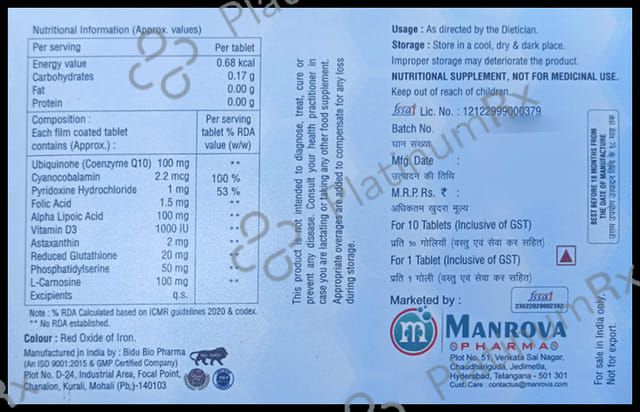 Nutritional Information (Approx. values)
Per serving Per tablet
Energy value 0.68 kcal
Carbohydrates 0.17 g
Fat 0.00 g
Protein 0.00 g
Composition : Per serving
Each film coated tablet tablet % RDA
contains (Approx.) : value (w/w)
Ubiquinone (Coenzyme Q10) 100 mg **
Cyanocobalamin 2.2 mcg 100 %
Pyridoxine Hydrochloride 1 mg 53 %
Folic Acid 1.5 mg **
Alpha Lipoic Acid 100 mg **
Vitamin D3 1000 IU **
Astaxanthin 2 mg **
Reduced Glutathione 20 mg **
Phosphatidylserine 50 mg **
L-Carnosine 100 mg **
Excipients q.s.
Note : % RDA Calculated based on ICMR guidelines 2020 & codex.
** No RDA established.
Colour : Red Oxide of Iron.
Manufactured in India by : Bidu Bio Pharma
(An ISO 9001:2015 & GMP Certified Company)
Plot No. D-24, Industrial Area, Focal Point,
Chanalon, Kurali, Mohali (Pb.)-140103
This product is not intended to diagnose, treat, cure or
prevent any disease. Consult your health practitioner in
case you are lactating or taking any other food supplement.
Appropriate overages are added to compensate for any loss
during storage.
Usage : As directed by the Dietician.
Storage : Store in a cool, dry & dark place.
Improper storage may deteriorate the product.
NUTRITIONAL SUPPLEMENT, NOT FOR MEDICINAL USE.
Keep out of reach of children.
fssai Lic. No. : 12122999000379
Batch No.
घान संख्या
Mfg. Date :
उत्पादन की तिथि
M.R.P. Rs. ₹ :
अधिकतम खुदरा मूल्य
For 10 Tablets (Inclusive of GST)
प्रति १० गोलियाँ (वस्तु एवं सेवा कर सहित)
For 1 Tablet (Inclusive of GST)
प्रति १ गोली (वस्तु एवं सेवा कर सहित)
BEST BEFORE 18 MONTHS FROM
THE DATE OF MANUFACTURE
उत्तम उपयोग उत्पादन तिथि के १८ माह तक
Marketed by :
fssai
23622029002382
m
MANROVA
PHARMA
Plot No. 51, Venkata Sai Nagar,
Chaudhariguda, Jedimetla,
Hyderabad, Telangana - 501 301
Cust. Care : contactus@manrova.com
For sale in India only,
Not for export.
PlatinumRx
PlatinumRx